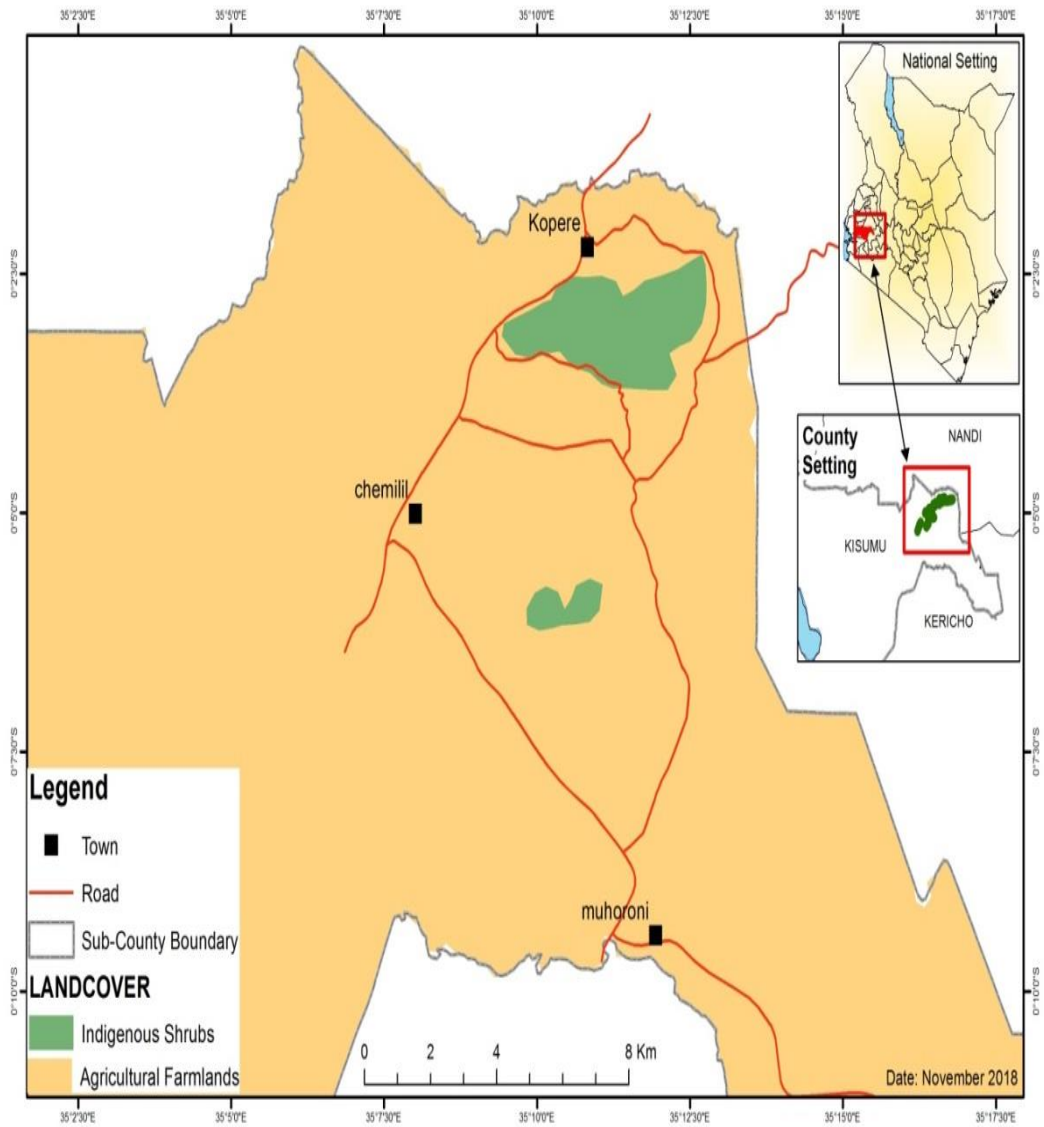 35°2'30"E 35°5'0"E 35°7'30"E 35°10'0"E 35°12'30"E 35°15'0"E 35°17'30"E
National Setting
Kopere
0°2'30"S 0°2'30"S
County
Setting
NANDI
chemilil
0°5'0"S 0°5'0"S
KISUMU
KERICHO
0°7'30"S 0°7'30"S
Legend
Town
Road
Sub-County Boundary
muhoroni
LANDCOVER
0°10'0"S 0°10'0"S
Indigenous Shrubs
Agricultural Farmlands
0 2 4 8 Km
Date: November 2018
35°2'30"E 35°5'0"E 35°7'30"E 35°10'0"E 35°12'30"E 35°15'0"E 35°17'30"E